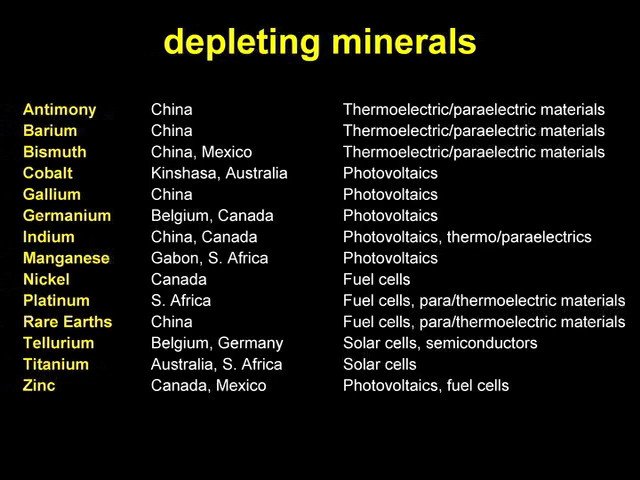 depleting minerals
Antimony China Thermoelectric/paraelectric materials
Barium China Thermoelectric/paraelectric materials
Bismuth China, Mexico Thermoelectric/paraelectric materials
Cobalt Kinshasa, Australia Photovoltaics
Gallium China Photovoltaics
Germanium Belgium, Canada Photovoltaics
Indium China, Canada Photovoltaics, thermo/paraelectrics
Manganese Gabon, S. Africa Photovoltaics
Nickel Canada Fuel cells
Platinum S. Africa Fuel cells, para/thermoelectric materials
Rare Earths China Fuel cells, para/thermoelectric materials
Tellurium Belgium, Germany Solar cells, semiconductors
Titanium Australia, S. Africa Solar cells
Zinc Canada, Mexico Photovoltaics, fuel cells